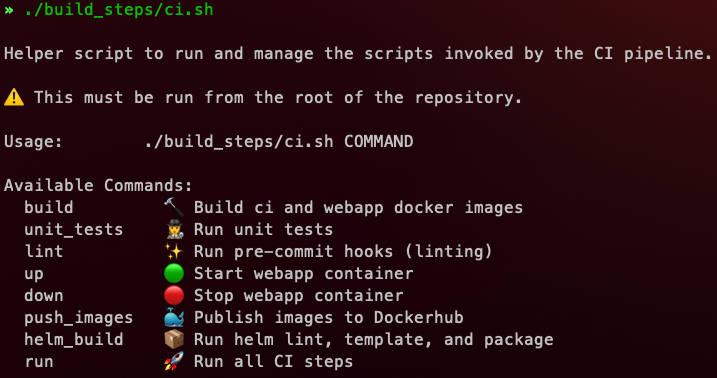 » ./build_steps/ci.sh
Helper script to run and manage the scripts invoked by the CI pipeline.
⚠️ This must be run from the root of the repository.
Usage: ./build_steps/ci.sh COMMAND
Available Commands:
build 🔨 Build ci and webapp docker images
unit_tests 🕵️ Run unit tests
lint ✨ Run pre-commit hooks (linting)
up 🟢 Start webapp container
down 🔴 Stop webapp container
push_images 🐳 Publish images to Dockerhub
helm_build 📦 Run helm lint, template, and package
run 🚀 Run all CI steps